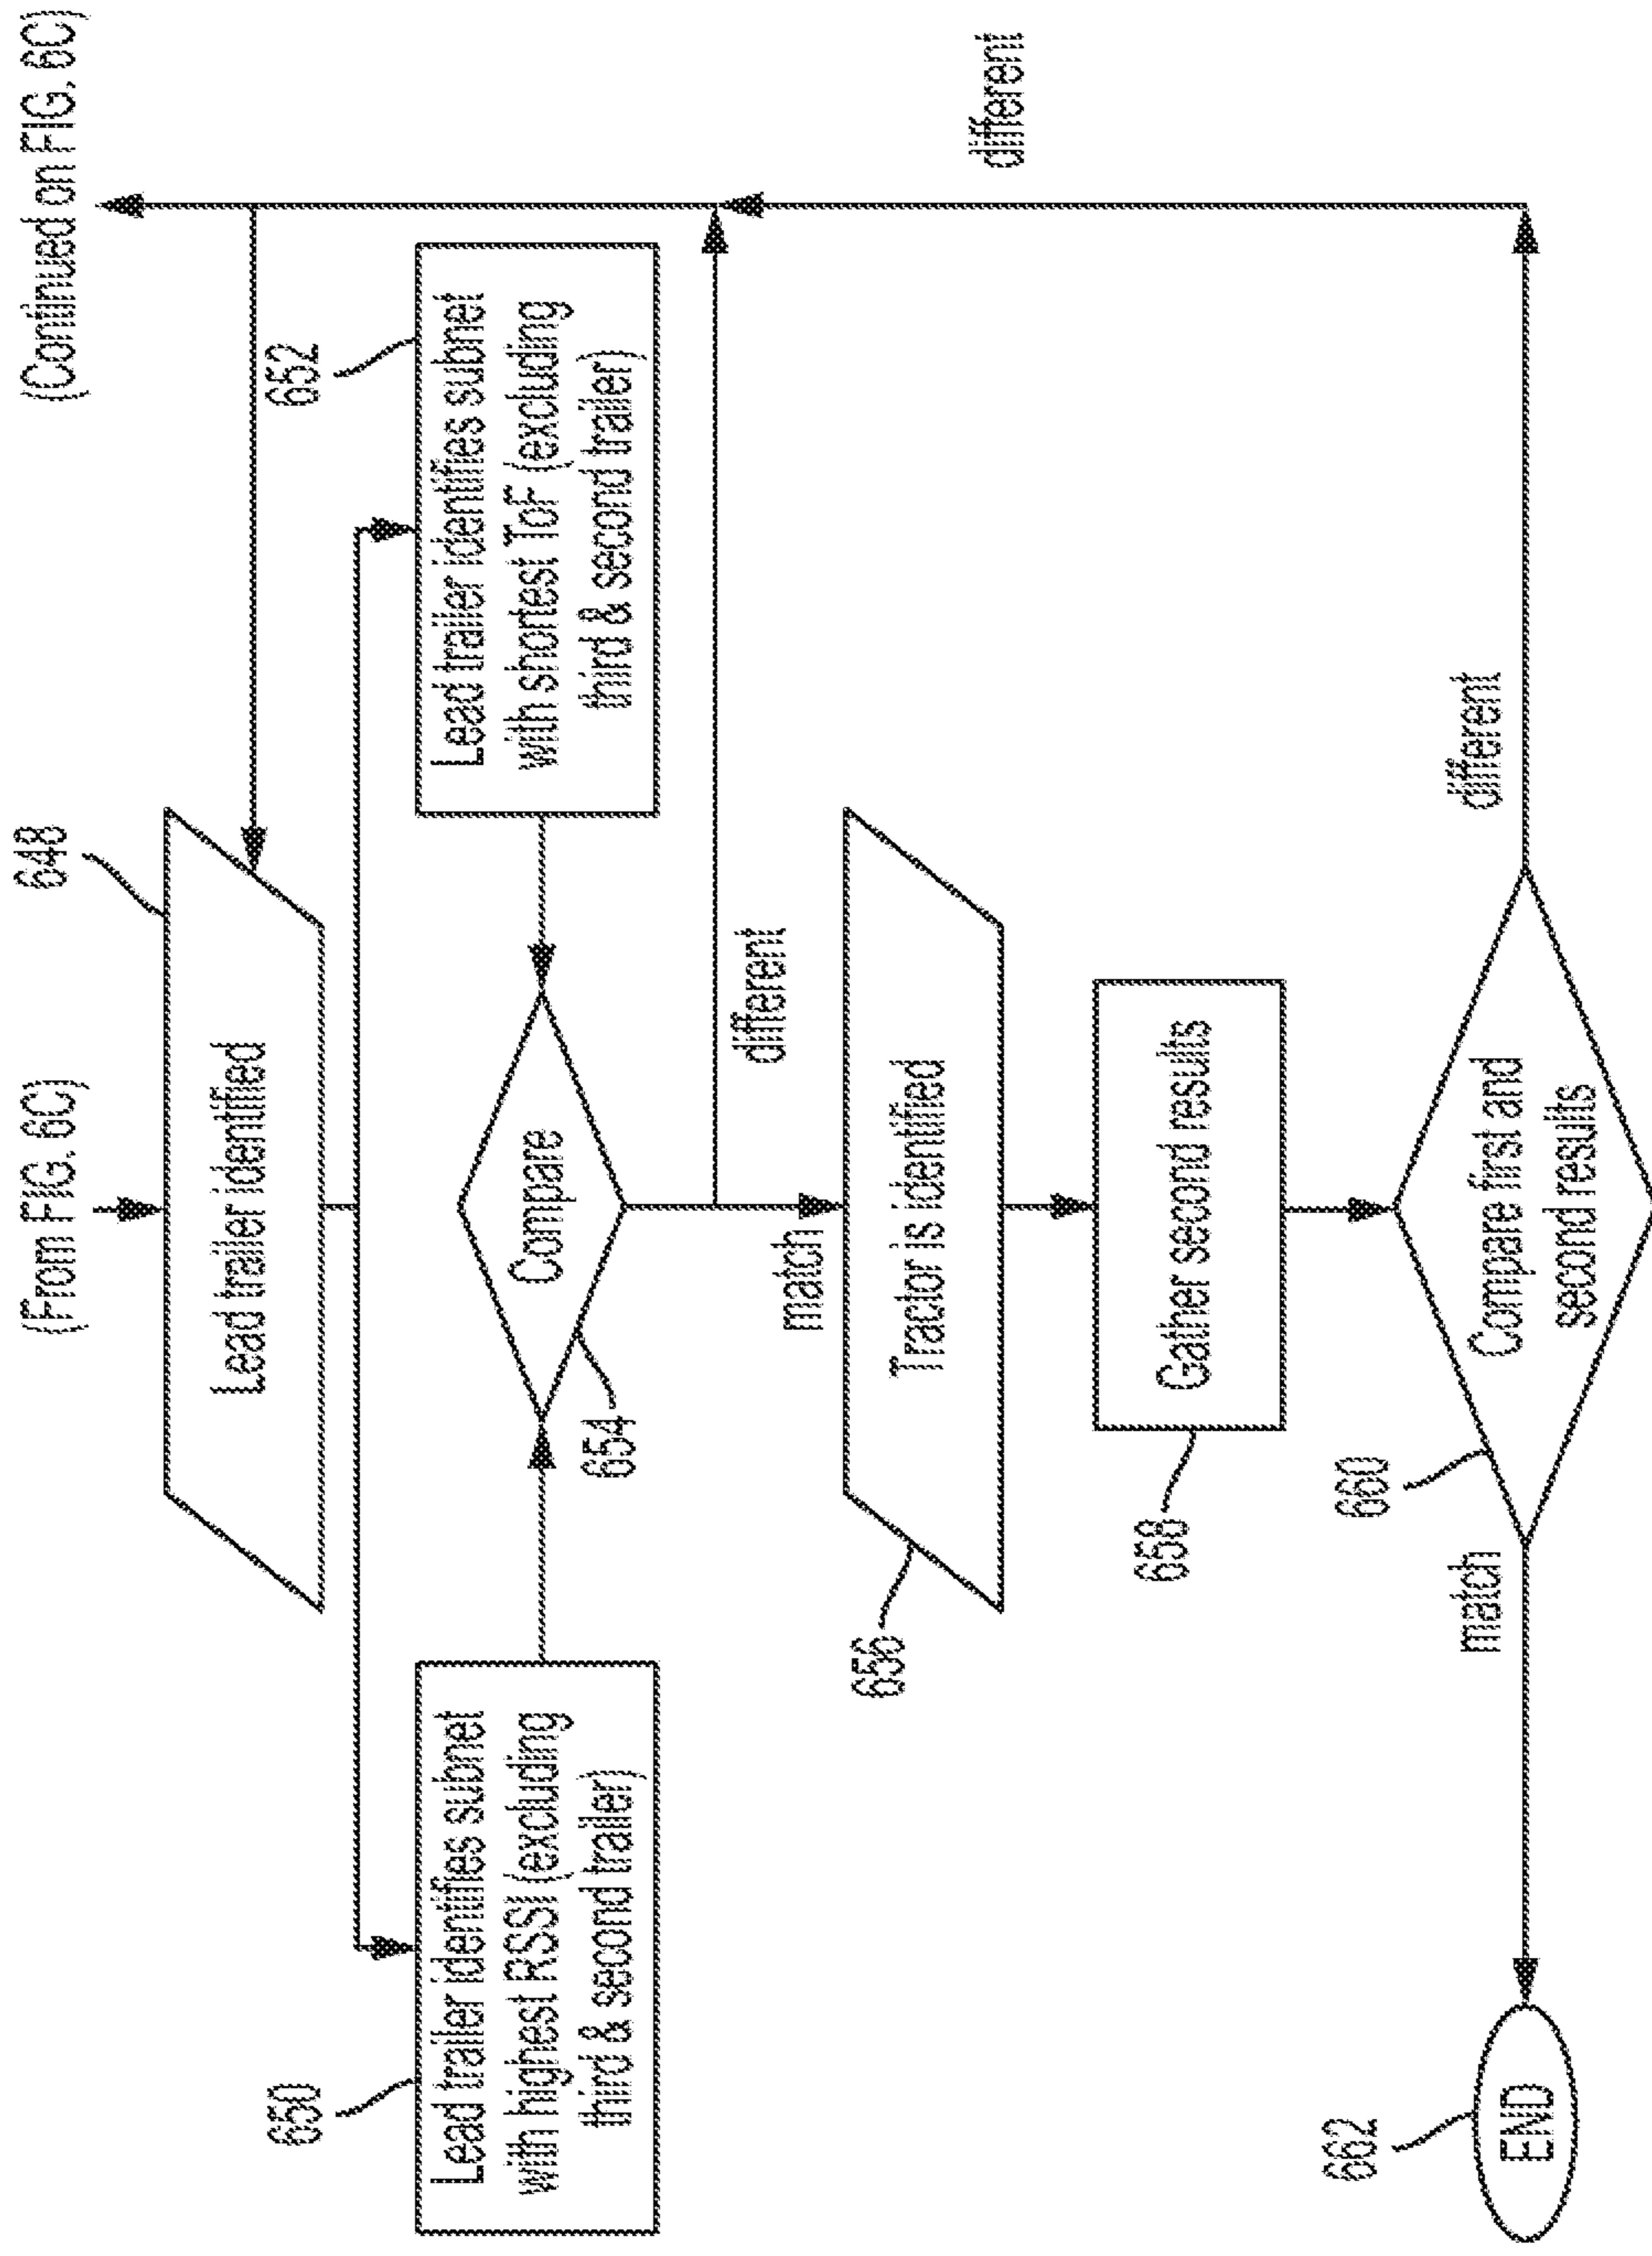 (From FIG. 6C)
(Continued on FIG. 6C)
648
Lead trailer identified
650
Lead trailer identifies subnet
with highest RSSI (excluding
third & second trailer)
652
Lead trailer identifies subnet
with shortest ToF (excluding
third & second trailer)
Compare
654
different
different
match
656
Tractor is identified
658
Gather second results
660
Compare first and
second results
match
different
662
END